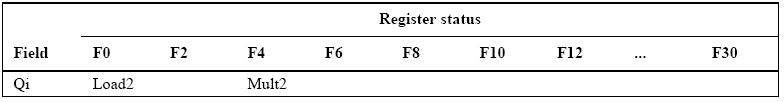 Register status
Field F0 F2 F4 F6 F8 F10 F12 ... F30
Qi Load2 Mult2